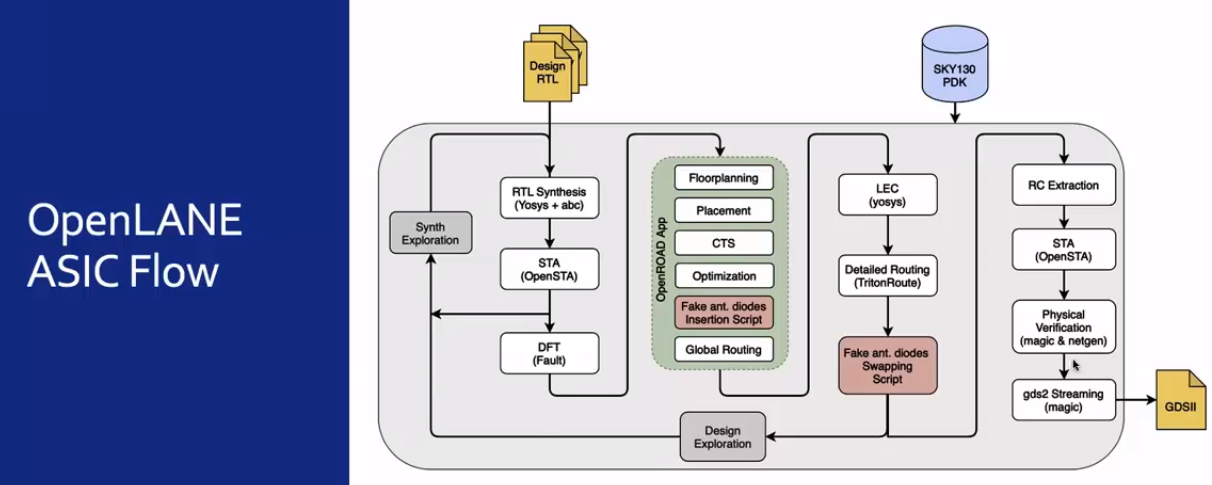 OpenLANE
ASIC Flow
Design
RTL
SKY130
PDK
Synth
Exploration
RTL Synthesis
(Yosys + abc)
STA
(OpenSTA)
DFT
(Fault)
OpenROAD App
Floorplanning
Placement
CTS
Optimization
Fake ant. diodes
Insertion Script
Global Routing
LEC
(yosys)
Detailed Routing
(TritonRoute)
Fake ant. diodes
Swapping
Script
Design
Exploration
RC Extraction
STA
(OpenSTA)
Physical
Verification
(magic & netgen)
gds2 Streaming
(magic)
GDSII